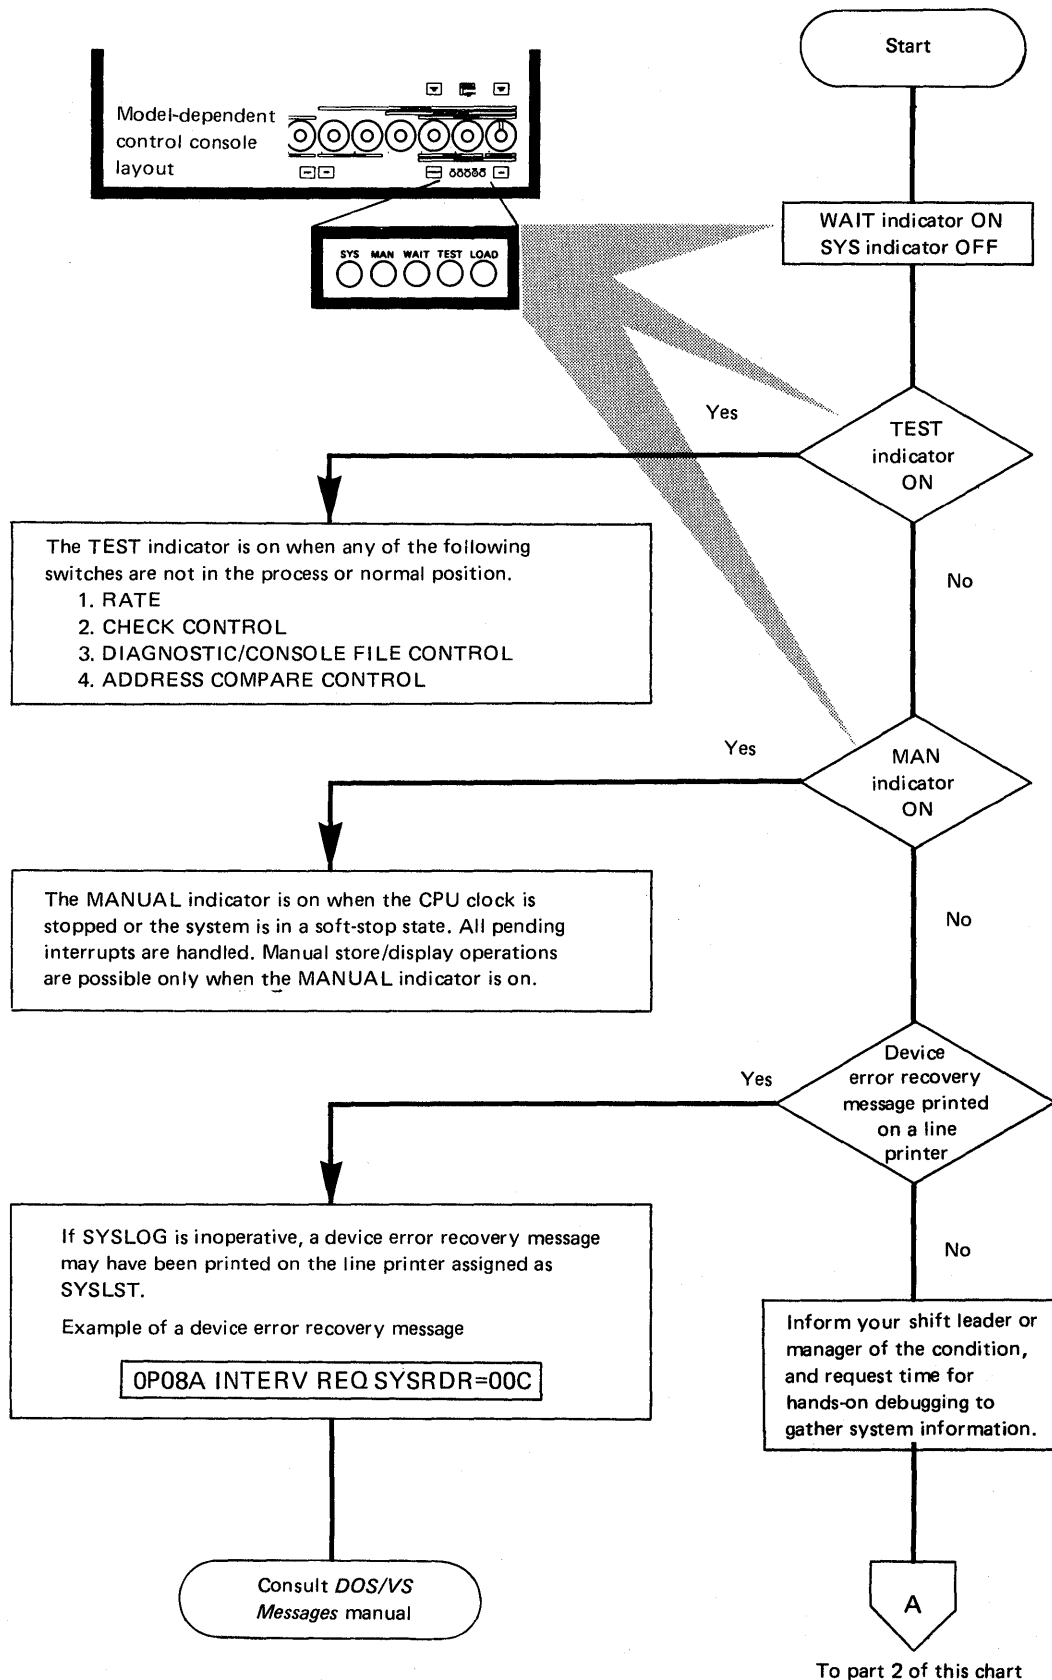 Start
Model-dependent
control console
layout
WAIT indicator ON
SYS indicator OFF
SYS MAN WAIT TEST LOAD
Yes
TEST
indicator
ON
The TEST indicator is on when any of the following
switches are not in the process or normal position.
1. RATE
2. CHECK CONTROL
3. DIAGNOSTIC/CONSOLE FILE CONTROL
4. ADDRESS COMPARE CONTROL
No
Yes
MAN
indicator
ON
The MANUAL indicator is on when the CPU clock is
stopped or the system is in a soft-stop state. All pending
interrupts are handled. Manual store/display operations
are possible only when the MANUAL indicator is on.
No
Yes
Device
error recovery
message printed
on a line
printer
If SYSLOG is inoperative, a device error recovery message
may have been printed on the line printer assigned as
SYSLST.
Example of a device error recovery message
0P08A INTERV REQ SYSRDR=00C
No
Inform your shift leader or
manager of the condition,
and request time for
hands-on debugging to
gather system information.
Consult DOS/VS
Messages manual
A
To part 2 of this chart